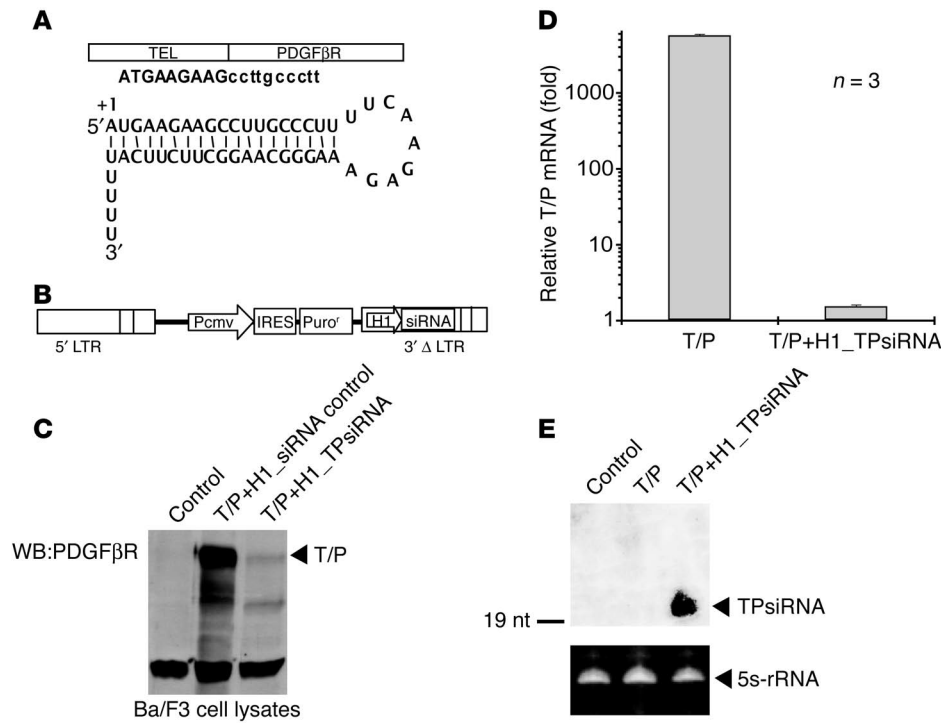 A
TEL PDGFβR
ATGAAGAAGccttgccctt
+1
5′AUGAAGAAGCCUUGCCCUU
UUCAAGAGA
UACUUCUUCGGAACGGGAA
U
U
U
U
U
3′
B
Pcmv IRES Puroʳ H1 siRNA
5′ LTR 3′ Δ LTR
C
Control
T/P+H1_siRNA control
T/P+H1_TPsiRNA
WB:PDGFβR
T/P
Ba/F3 cell lysates
D
Relative T/P mRNA (fold)
1000
100
10
1
n = 3
T/P T/P+H1_TPsiRNA
E
Control
T/P
T/P+H1_TPsiRNA
19 nt
TPsiRNA
5s-rRNA